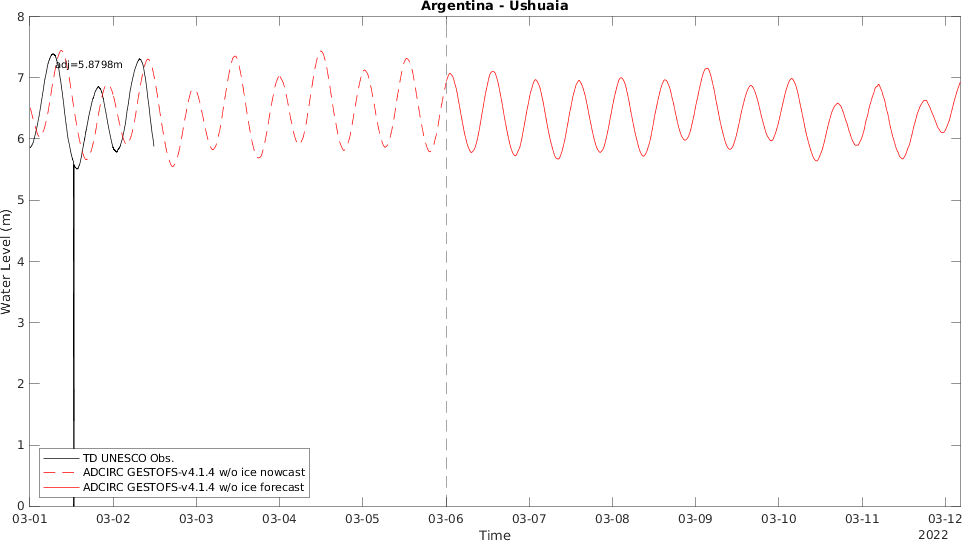 Argentina - Ushuaia
8
adj=5.8798m
7
6
5
4
3
2
1
0
Water Level (m)
TD UNESCO Obs.
ADCIRC GESTOFS-v4.1.4 w/o ice nowcast
ADCIRC GESTOFS-v4.1.4 w/o ice forecast
03-01 03-02 03-03 03-04 03-05 03-06 03-07 03-08 03-09 03-10 03-11 03-12
Time
2022